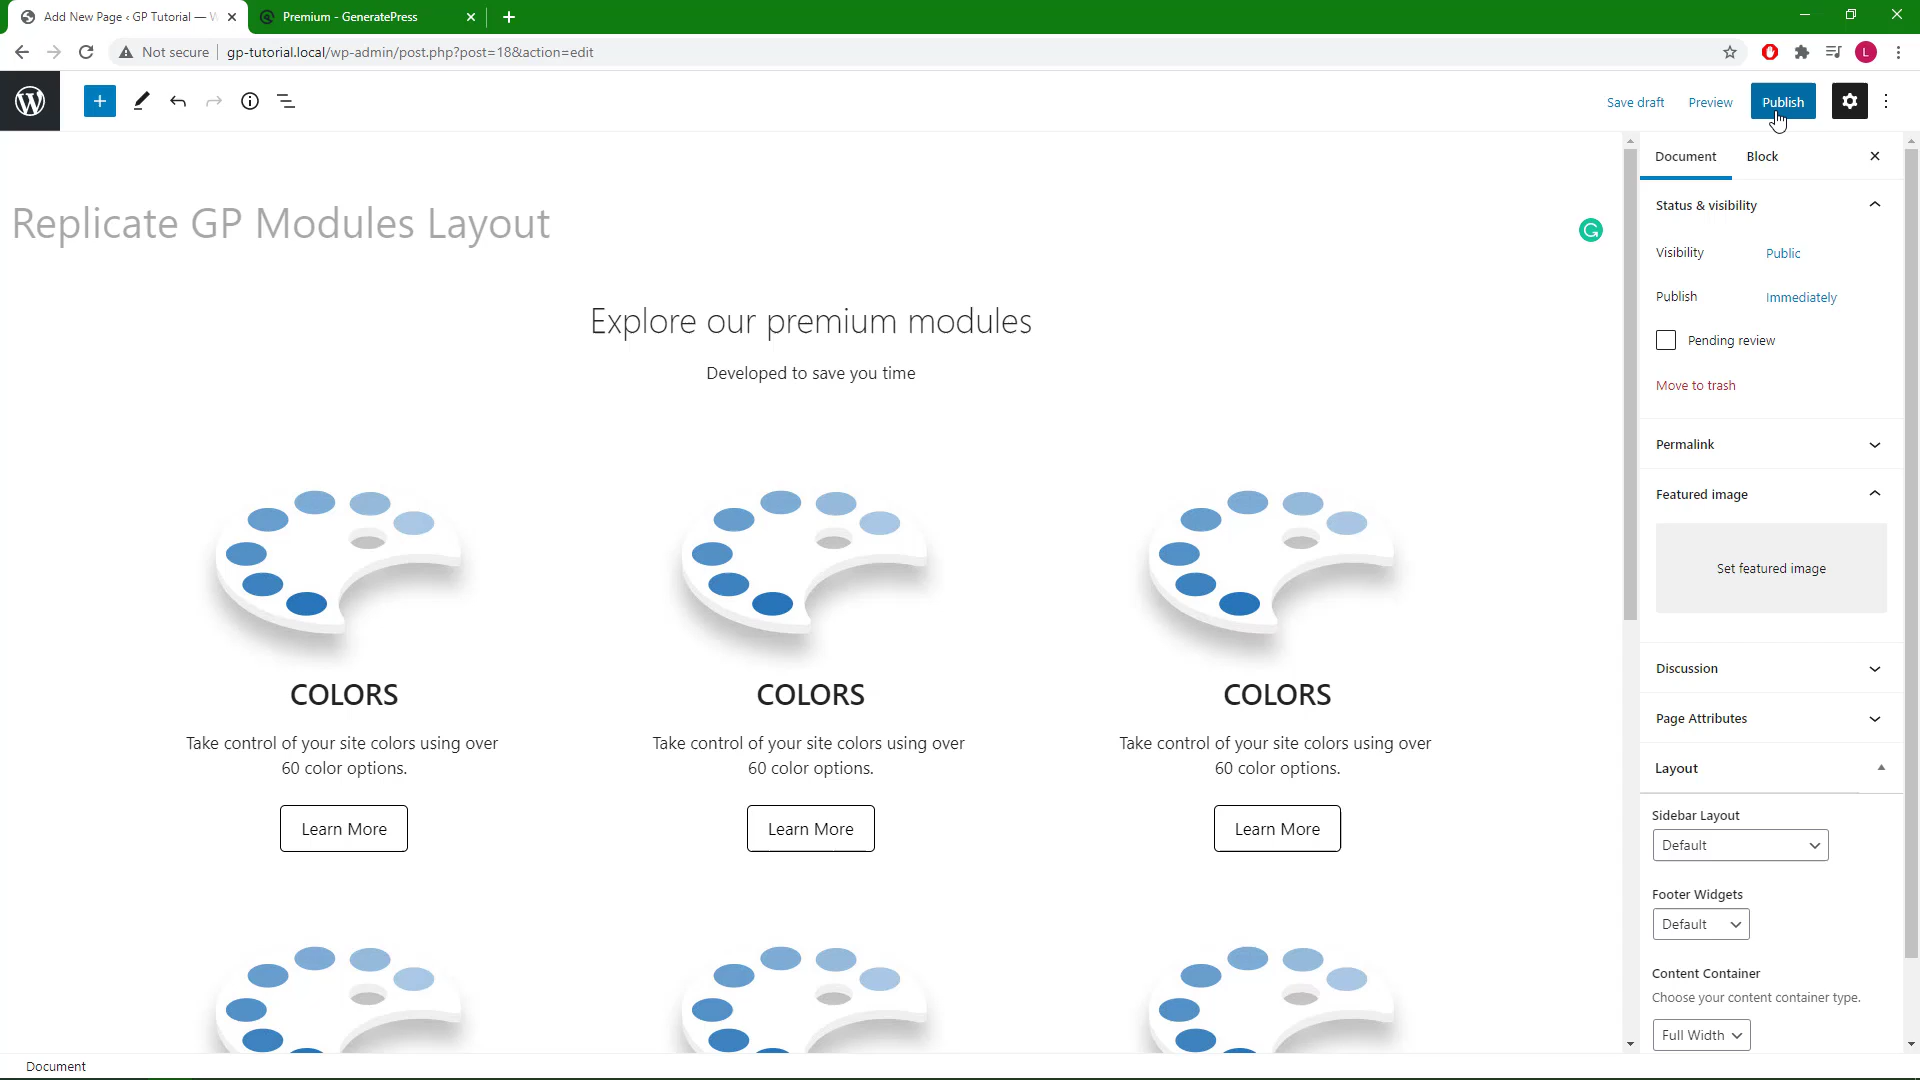 Add New Page ‹ GP Tutorial — W
Premium - GeneratePress
Not secure
gp-tutorial.local/wp-admin/post.php?post=18&action=edit
L
Save draft
Preview
Publish
Document
Block
Status & visibility
Visibility
Public
Publish
Immediately
Pending review
Move to trash
Permalink
Featured image
Set featured image
Discussion
Page Attributes
Layout
Sidebar Layout
Default
Footer Widgets
Default
Content Container
Choose your content container type.
Full Width
Replicate GP Modules Layout
Explore our premium modules
Developed to save you time
COLORS
Take control of your site colors using over
60 color options.
Learn More
COLORS
Take control of your site colors using over
60 color options.
Learn More
COLORS
Take control of your site colors using over
60 color options.
Learn More
Document